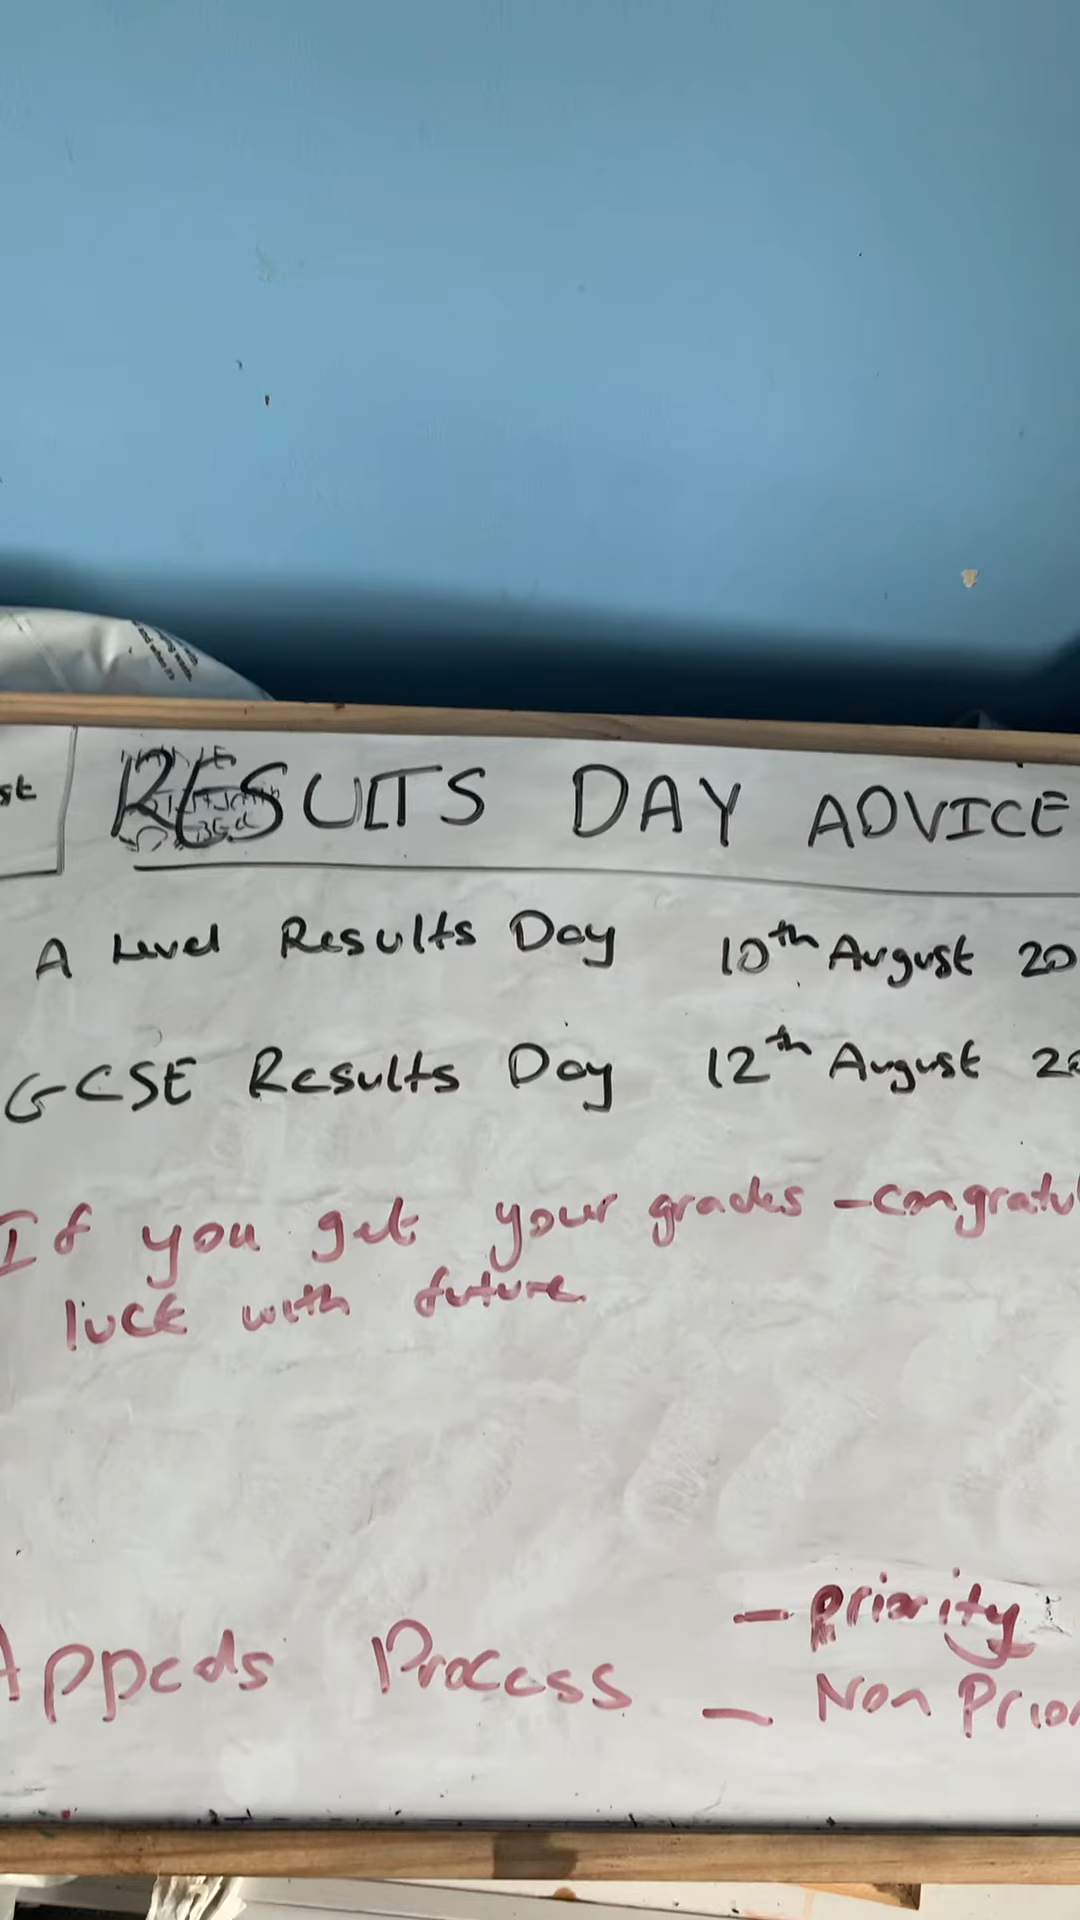 st
RESULTS DAY ADVICE
A Level Results Day 10th August 20
GCSE Results Day 12th August 20
If you get your grades - congratul
luck with future
- priority
Appeals Process
- Non Prior